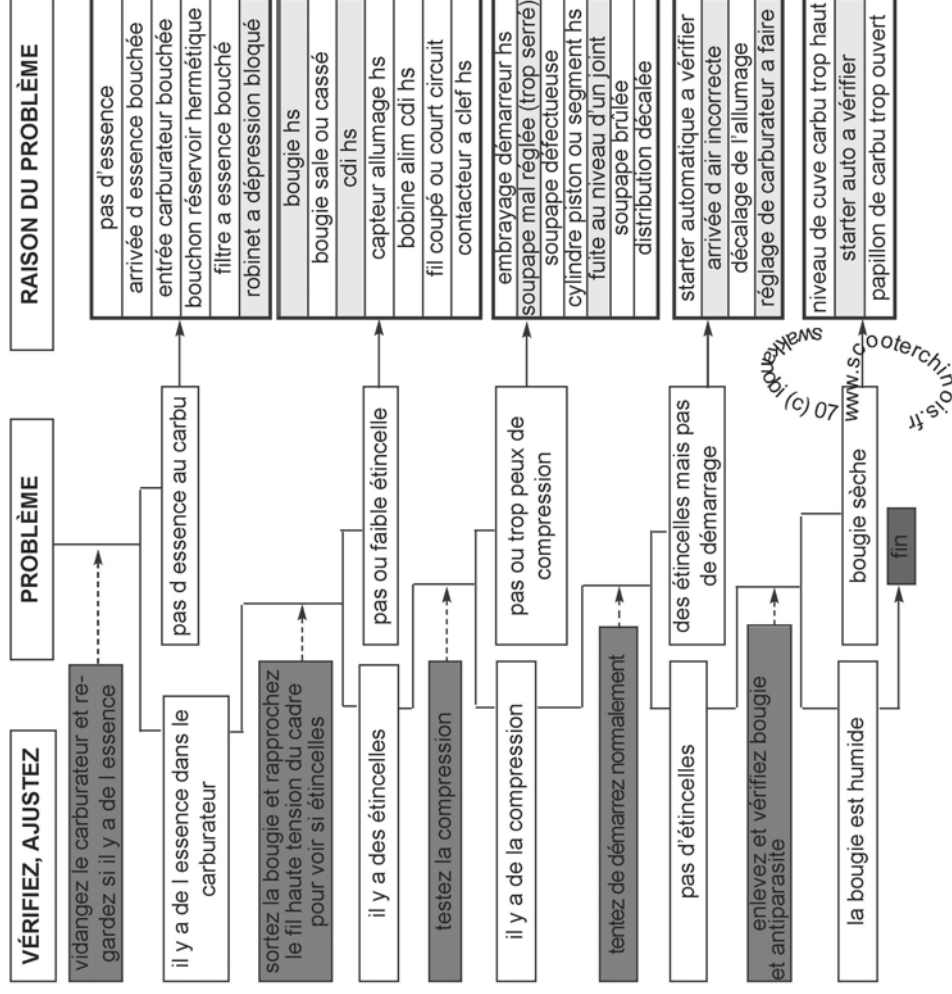 VÉRIFIEZ, AJUSTEZ
PROBLÈME
RAISON DU PROBLÈME
vidangez le carburateur et re-
gardez si il y a de l essence
il y a de l essence dans le
carburateur
pas d essence au carbu
pas d'essence
arrivée d essence bouchée
entrée carburateur bouchée
bouchon réservoir hermétique
filtre a essence bouché
robinet a dépression bloqué
sortez la bougie et rapprochez
le fil haute tension du cadre
pour voir si étincelles
il y a des étincelles
pas ou faible étincelle
bougie hs
bougie sale ou cassé
cdi hs
capteur allumage hs
bobine alim cdi hs
fil coupé ou court circuit
contacteur a clef hs
testez la compression
il y a de la compression
pas ou trop peux de
compression
embrayage démarreur hs
soupape mal réglée (trop serré)
soupape défectueuse
cylindre piston ou segment hs
fuite au niveau d'un joint
soupape brûlée
distribution décalée
tentez de démarrez normalement
pas d'étincelles
des étincelles mais pas
de démarrage
starter automatique a vérifier
arrivée d air incorrecte
décalage de l'allumage
réglage de carburateur a faire
enlevez et vérifiez bougie
et antiparasite
la bougie est humide
bougie sèche
niveau de cuve carbu trop haut
starter auto a vérifier
papillon de carbu trop ouvert
fin
(c) 07
www.scooterchinois.fr